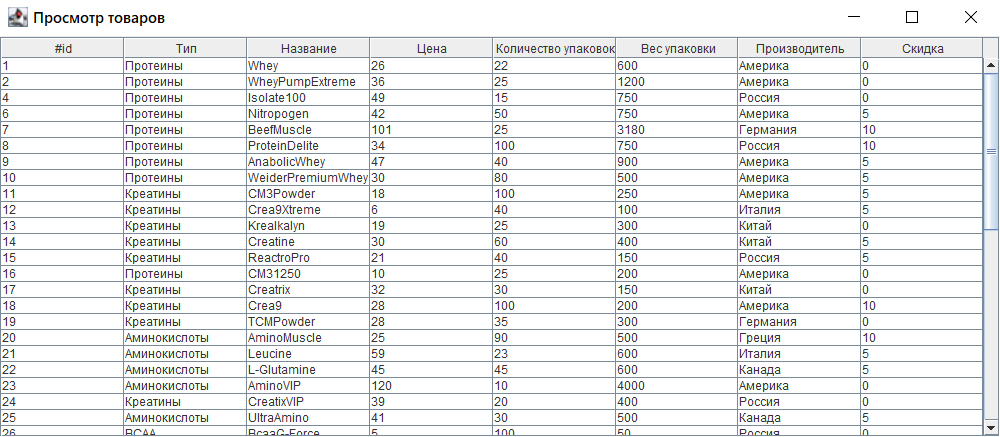 Просмотр товаров
#id Тип Название Цена Количество упаковок Вес упаковки Производитель Скидка
1 Протеины Whey 26 22 600 Америка 0
2 Протеины WheyPumpExtreme 36 25 1200 Америка 0
4 Протеины Isolate100 49 15 750 Россия 0
6 Протеины Nitropogen 42 50 750 Америка 5
7 Протеины BeefMuscle 101 25 3180 Германия 10
8 Протеины ProteinDelite 34 100 750 Россия 10
9 Протеины AnabolicWhey 47 40 900 Америка 5
10 Протеины WeiderPremiumWhey 30 80 500 Америка 5
11 Креатины CM3Powder 18 100 250 Америка 5
12 Креатины Crea9Xtreme 6 40 100 Италия 5
13 Креатины Krealkalyn 19 25 300 Китай 0
14 Креатины Creatine 30 60 400 Китай 5
15 Креатины ReactroPro 21 40 150 Россия 5
16 Протеины CM31250 10 25 200 Америка 0
17 Креатины Creatrix 32 30 150 Китай 0
18 Креатины Crea9 28 100 200 Америка 10
19 Креатины TCMPowder 28 35 300 Германия 0
20 Аминокислоты AminoMuscle 25 90 500 Греция 10
21 Аминокислоты Leucine 59 23 600 Италия 5
22 Аминокислоты L-Glutamine 45 45 600 Канада 5
23 Аминокислоты AminoVIP 120 10 4000 Америка 0
24 Креатины CreatixVIP 39 20 400 Россия 0
25 Аминокислоты UltraAmino 41 30 500 Канада 5
26 BCAA BcaaG-Force 5 100 50 Россия 0